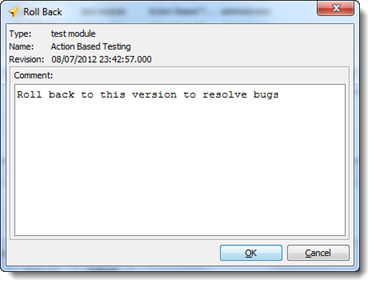 Roll Back
Type: test module
Name: Action Based Testing
Revision: 08/07/2012 23:42:57.000
Comment:
Roll back to this version to resolve bugs
OK Cancel